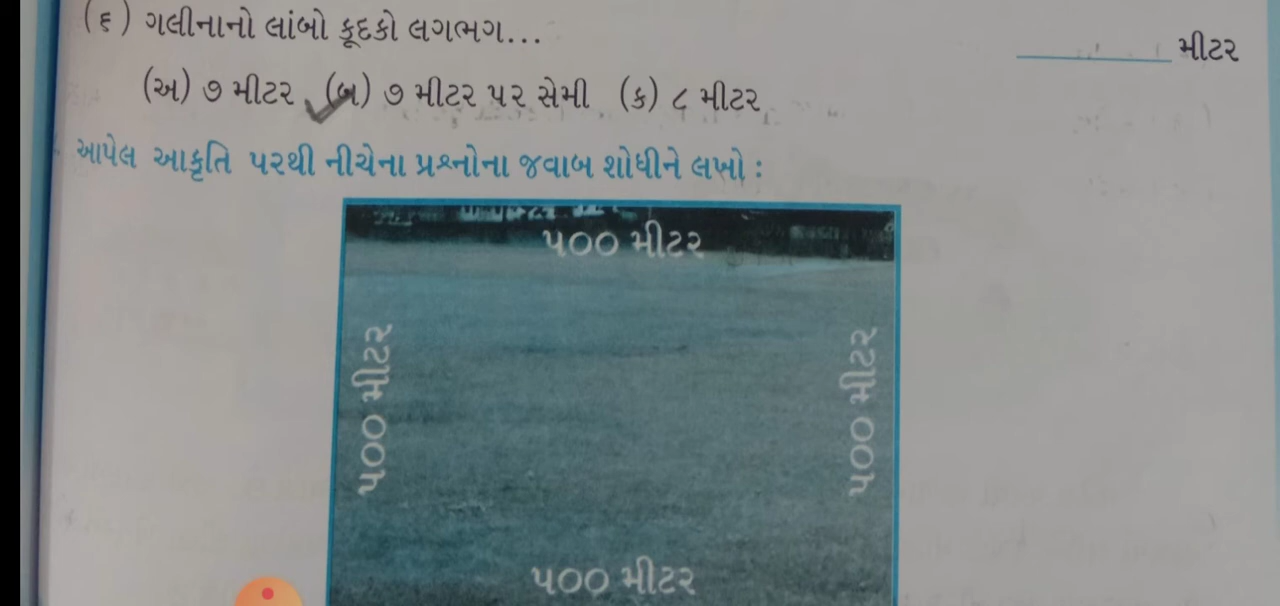 (૬) ગલીનાનો લાંબો કૂદકો લગભગ...
_______ મીટર
(અ) ૭ મીટર (બ) ૭ મીટર ૫૨ સેમી (ક) ૮ મીટર
આપેલ આકૃતિ પરથી નીચેના પ્રશ્નોના જવાબ શોધીને લખો :
૫૦૦ મીટર
૫૦૦ મીટર
૫૦૦ મીટર
૫૦૦ મીટર